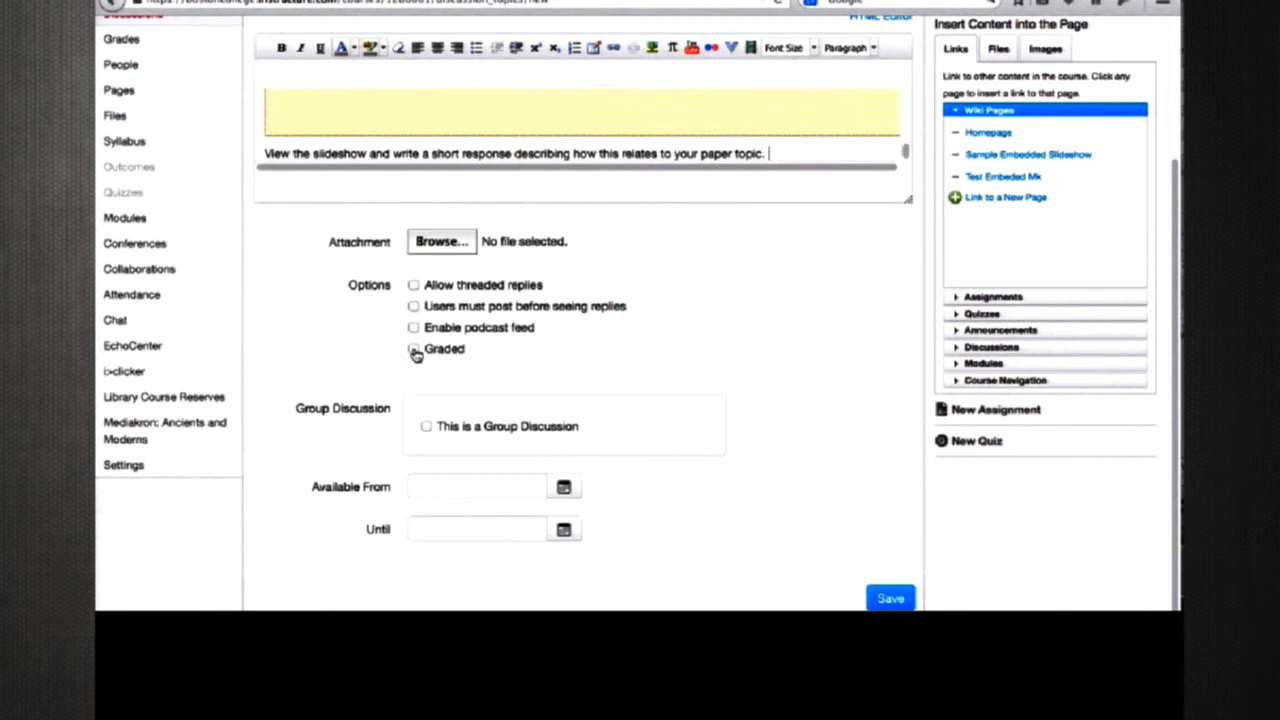 HTML Editor
Insert Content into the Page
Grades
People
Pages
Files
Syllabus
Outcomes
Quizzes
Modules
Conferences
Collaborations
Attendance
Chat
EchoCenter
i>clicker
Library Course Reserves
Mediakron: Ancients and
Moderns
Settings
B I U A Font Size Paragraph
View the slideshow and write a short response describing how this relates to your paper topic.
Attachment Browse... No file selected.
Options Allow threaded replies
Users must post before seeing replies
Enable podcast feed
Graded
Group Discussion This is a Group Discussion
Available From
Until
Save
Links Files Images
Link to other content in the course. Click any
page to insert a link to that page.
Wiki Pages
Homepage
Sample Embedded Slideshow
Test Embeded Mk
Link to a New Page
Assignments
Quizzes
Announcements
Discussions
Modules
Course Navigation
New Assignment
New Quiz